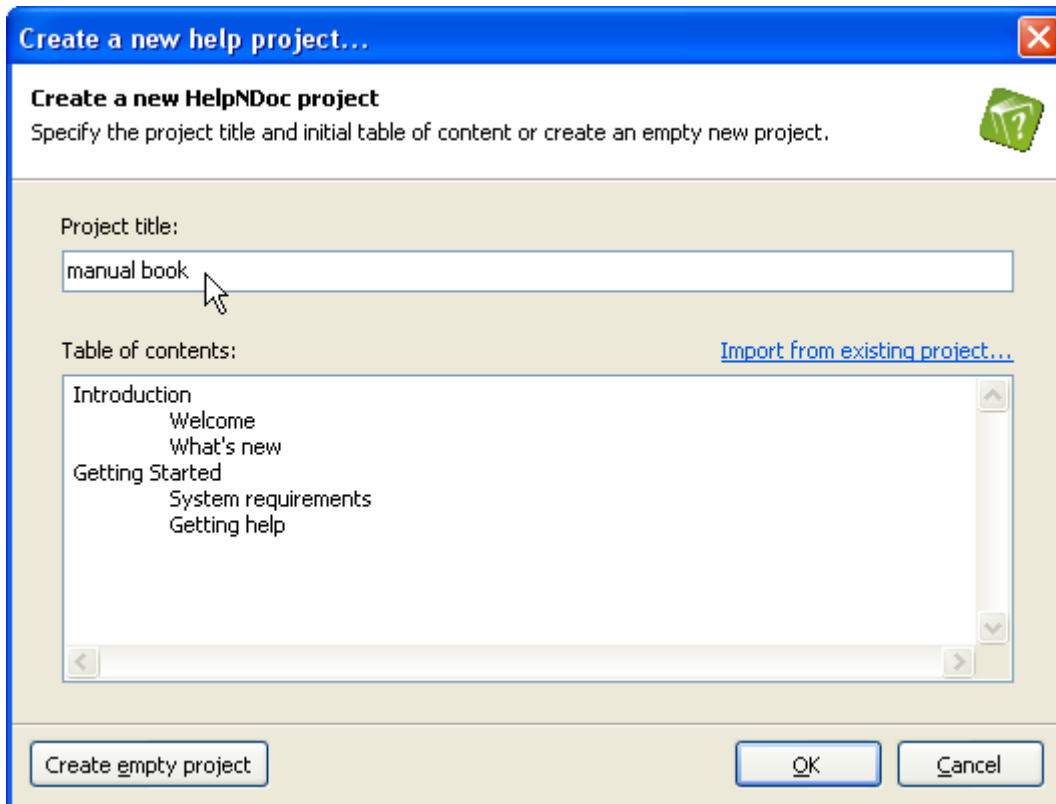 Create a new help project...
Create a new HelpNDoc project
Specify the project title and initial table of content or create an empty new project.
Project title:
manual book
Table of contents:
Import from existing project...
Introduction
Welcome
What's new
Getting Started
System requirements
Getting help
Create empty project
OK
Cancel